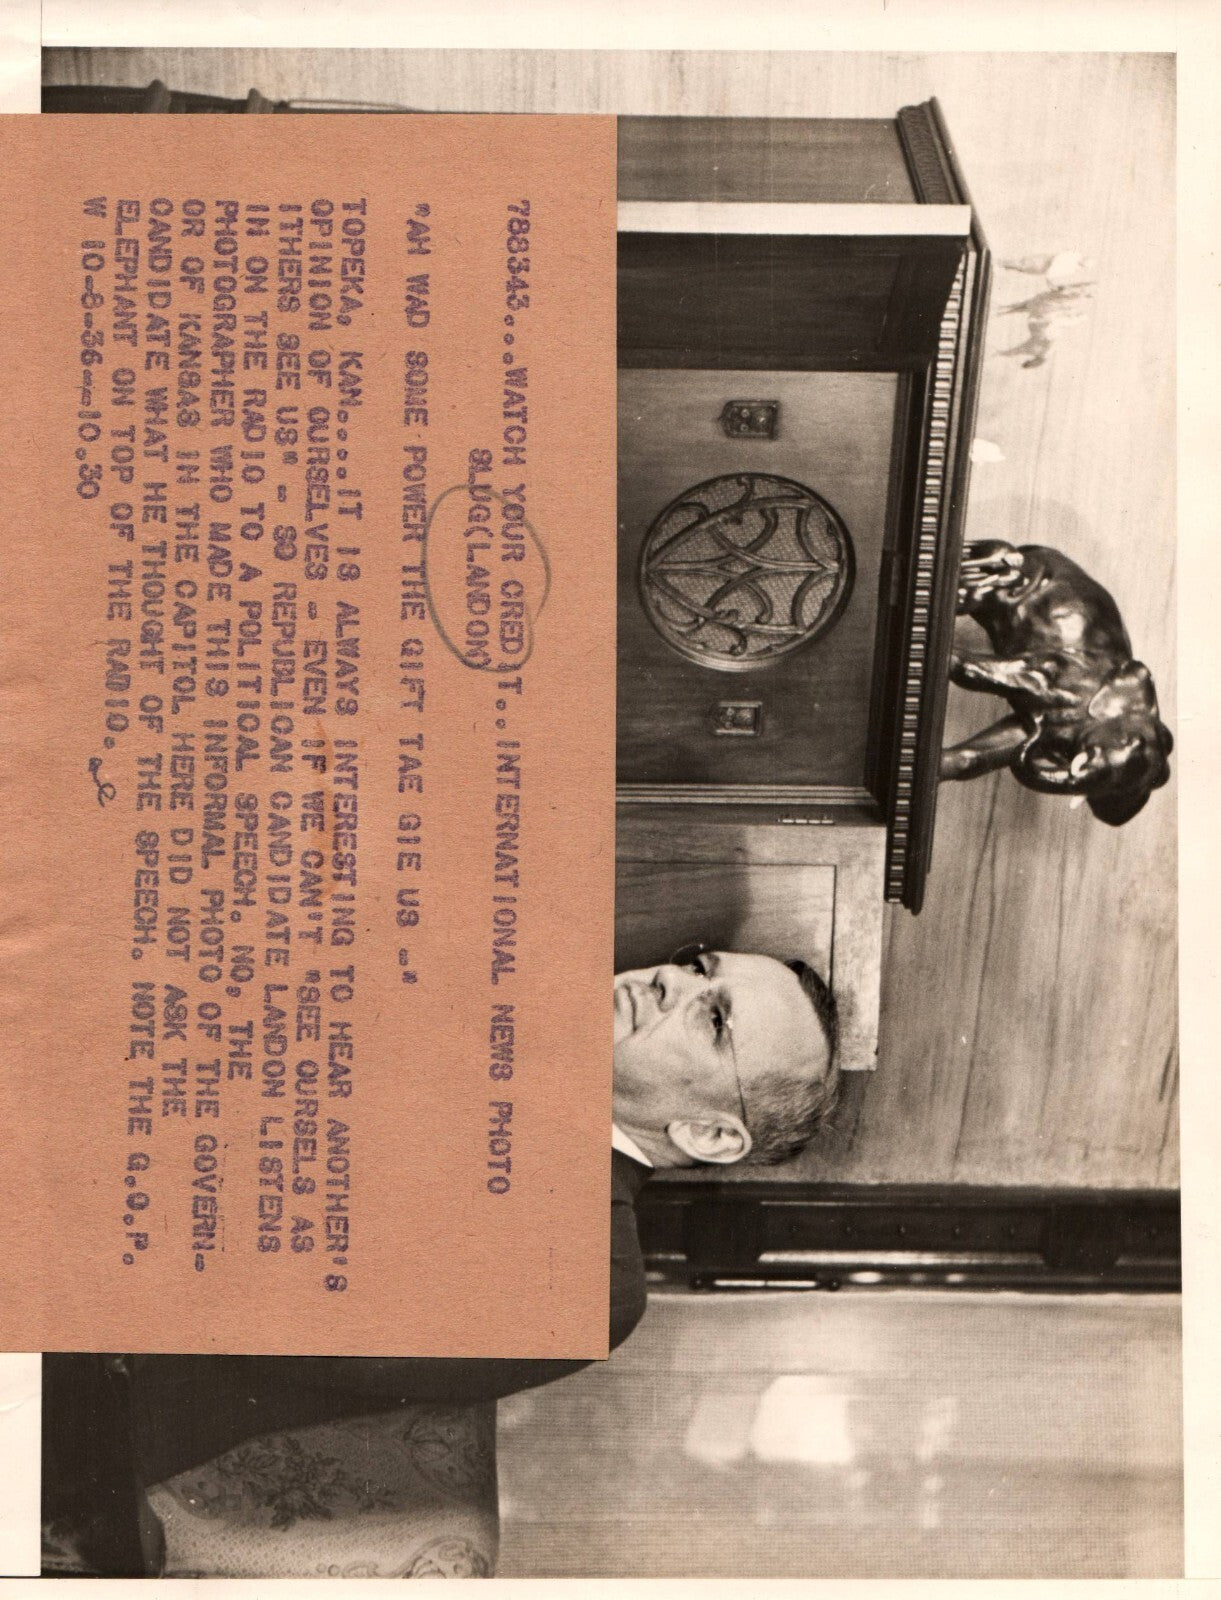 788343...WATCH YOUR CREDIT..INTERNATIONAL NEWS PHOTO
SLUG(LANDON)
"AH WAD SOME POWER THE GIFT TAE GIE US -"
TOPEKA, KAN....IT IS ALWAYS INTERESTING TO HEAR ANOTHER'S
OPINION OF OURSELVES - EVEN IF WE CAN'T "SEE OURSELS AS
ITHERS SEE US" - SO REPUBLICAN CANDIDATE LANDON LISTENS
IN ON THE RADIO TO A POLITICAL SPEECH. NO, THE
PHOTOGRAPHER WHO MADE THIS INFORMAL PHOTO OF THE GOVERN-
OR OF KANSAS IN THE CAPITOL HERE DID NOT ASK THE
CANDIDATE WHAT HE THOUGHT OF THE SPEECH. NOTE THE G.O.P.
ELEPHANT ON TOP OF THE RADIO.
W 10-8-36--10.30